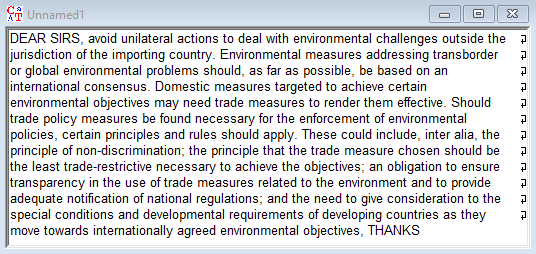 Unnamed1
DEAR SIRS, avoid unilateral actions to deal with environmental challenges outside the
jurisdiction of the importing country. Environmental measures addressing transborder
or global environmental problems should, as far as possible, be based on an
international consensus. Domestic measures targeted to achieve certain
environmental objectives may need trade measures to render them effective. Should
trade policy measures be found necessary for the enforcement of environmental
policies, certain principles and rules should apply. These could include, inter alia, the
principle of non-discrimination; the principle that the trade measure chosen should be
the least trade-restrictive necessary to achieve the objectives; an obligation to ensure
transparency in the use of trade measures related to the environment and to provide
adequate notification of national regulations; and the need to give consideration to the
special conditions and developmental requirements of developing countries as they
move towards internationally agreed environmental objectives, THANKS